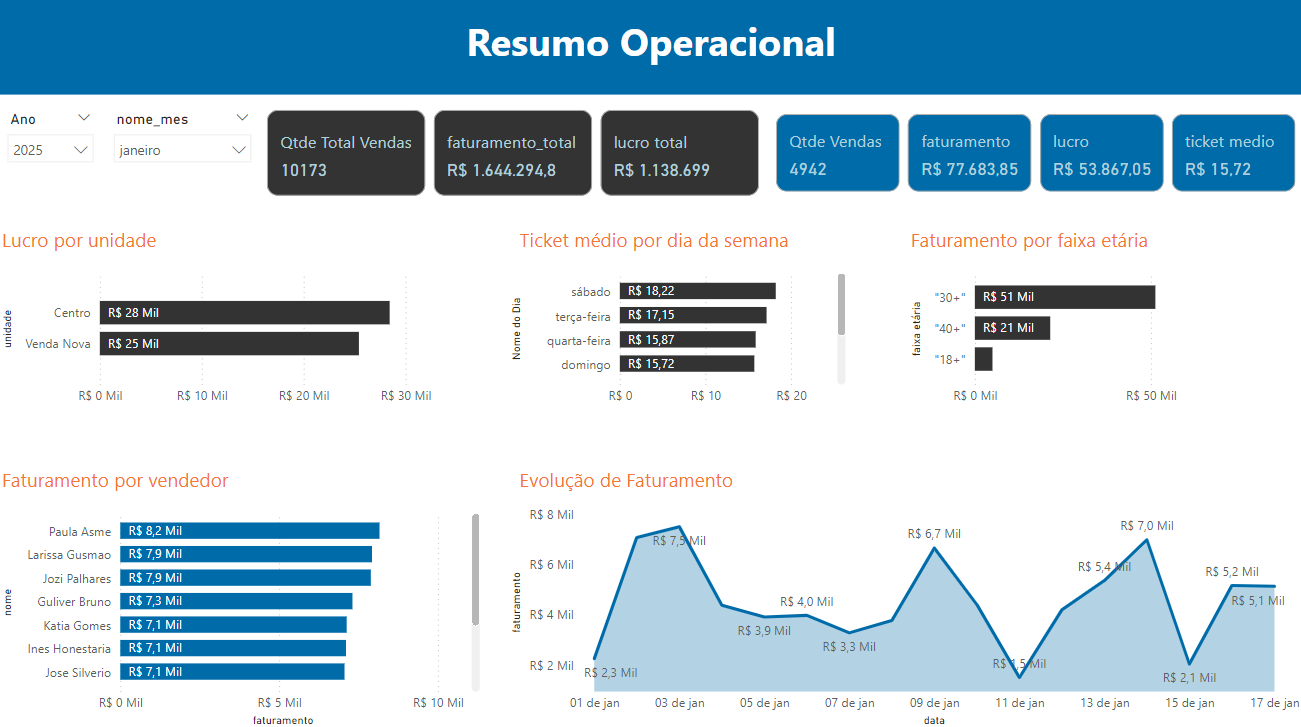 Resumo Operacional
Ano
2025
nome_mes
janeiro
Qtde Total Vendas
10173
faturamento_total
R$ 1.644.294,8
lucro total
R$ 1.138.699
Qtde Vendas
4942
faturamento
R$ 77.683,85
lucro
R$ 53.867,05
ticket medio
R$ 15,72
Lucro por unidade
unidade
Centro
R$ 28 Mil
Venda Nova
R$ 25 Mil
R$ 0 Mil
R$ 10 Mil
R$ 20 Mil
R$ 30 Mil
Ticket médio por dia da semana
Nome do Dia
sábado
R$ 18,22
terça-feira
R$ 17,15
quarta-feira
R$ 15,87
domingo
R$ 15,72
R$ 0
R$ 10
R$ 20
Faturamento por faixa etária
faixa etária
"30+"
R$ 51 Mil
"40+"
R$ 21 Mil
"18+"
R$ 0 Mil
R$ 50 Mil
Faturamento por vendedor
nome
Paula Asme
R$ 8,2 Mil
Larissa Gusmao
R$ 7,9 Mil
Jozi Palhares
R$ 7,9 Mil
Guliver Bruno
R$ 7,3 Mil
Katia Gomes
R$ 7,1 Mil
Ines Honestaria
R$ 7,1 Mil
Jose Silverio
R$ 7,1 Mil
R$ 0 Mil
R$ 5 Mil
R$ 10 Mil
faturamento
Evolução de Faturamento
faturamento
R$ 8 Mil
R$ 6 Mil
R$ 4 Mil
R$ 2 Mil
R$ 2,3 Mil
R$ 7,5 Mil
R$ 3,9 Mil
R$ 4,0 Mil
R$ 3,3 Mil
R$ 6,7 Mil
R$ 1,5 Mil
R$ 5,4 Mil
R$ 7,0 Mil
R$ 2,1 Mil
R$ 5,2 Mil
R$ 5,1 Mil
01 de jan
03 de jan
05 de jan
07 de jan
09 de jan
11 de jan
13 de jan
15 de jan
17 de jan
data